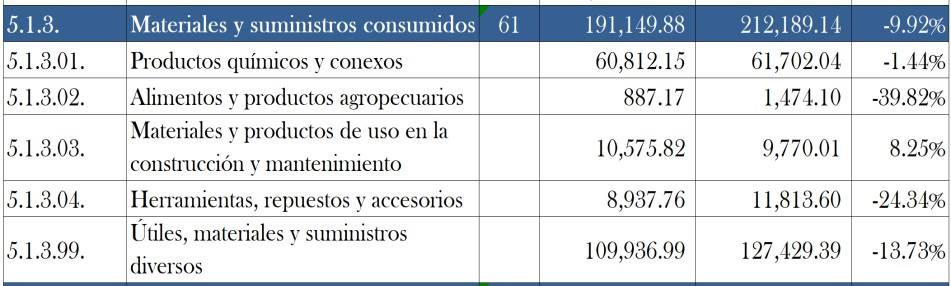 5.1.3. Materiales y suministros consumidos 61 191,149.88 212,189.14 -9.92%
5.1.3.01. Productos químicos y conexos 60,812.15 61,702.04 -1.44%
5.1.3.02. Alimentos y productos agropecuarios 887.17 1,474.10 -39.82%
5.1.3.03. Materiales y productos de uso en la
construcción y mantenimiento 10,575.82 9,770.01 8.25%
5.1.3.04. Herramientas, repuestos y accesorios 8,937.76 11,813.60 -24.34%
5.1.3.99. Útiles, materiales y suministros
diversos 109,936.99 127,429.39 -13.73%